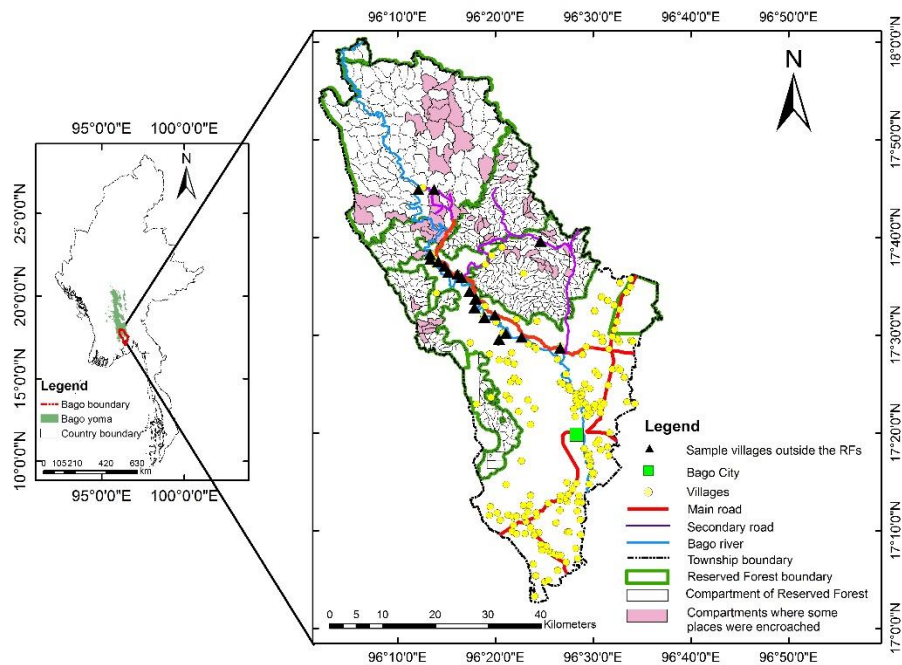 95°0'0"E 100°0'0"E
N
25°0'0"N
20°0'0"N
15°0'0"N
10°0'0"N
Legend
Bago boundary
Bago yoma
Country boundary
0 105210 420 630
km
95°0'0"E 100°0'0"E
96°10'0"E 96°20'0"E 96°30'0"E 96°40'0"E 96°50'0"E
N
18°0'0"N
17°50'0"N
17°40'0"N
17°30'0"N
17°20'0"N
17°10'0"N
17°0'0"N
Legend
Sample villages outside the RFs
Bago City
Villages
Main road
Secondary road
Bago river
Township boundary
Reserved Forest boundary
Compartment of Reserved Forest
Compartments where some
places were encroached
0 5 10 20 30 40
Kilometers
96°10'0"E 96°20'0"E 96°30'0"E 96°40'0"E 96°50'0"E